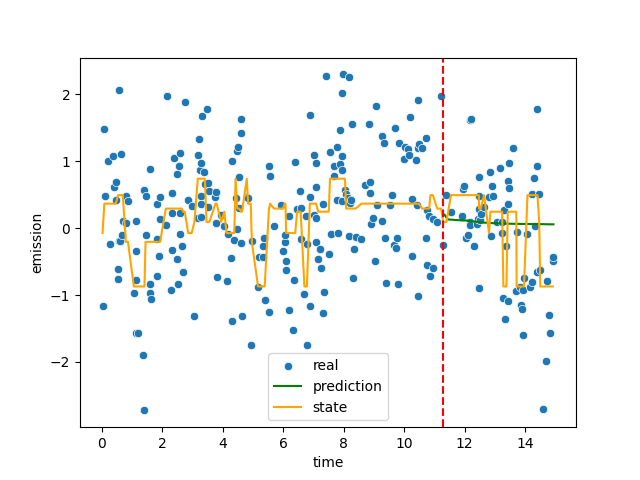 2
1
0
−1
−2
emission
real
prediction
state
0 2 4 6 8 10 12 14
time